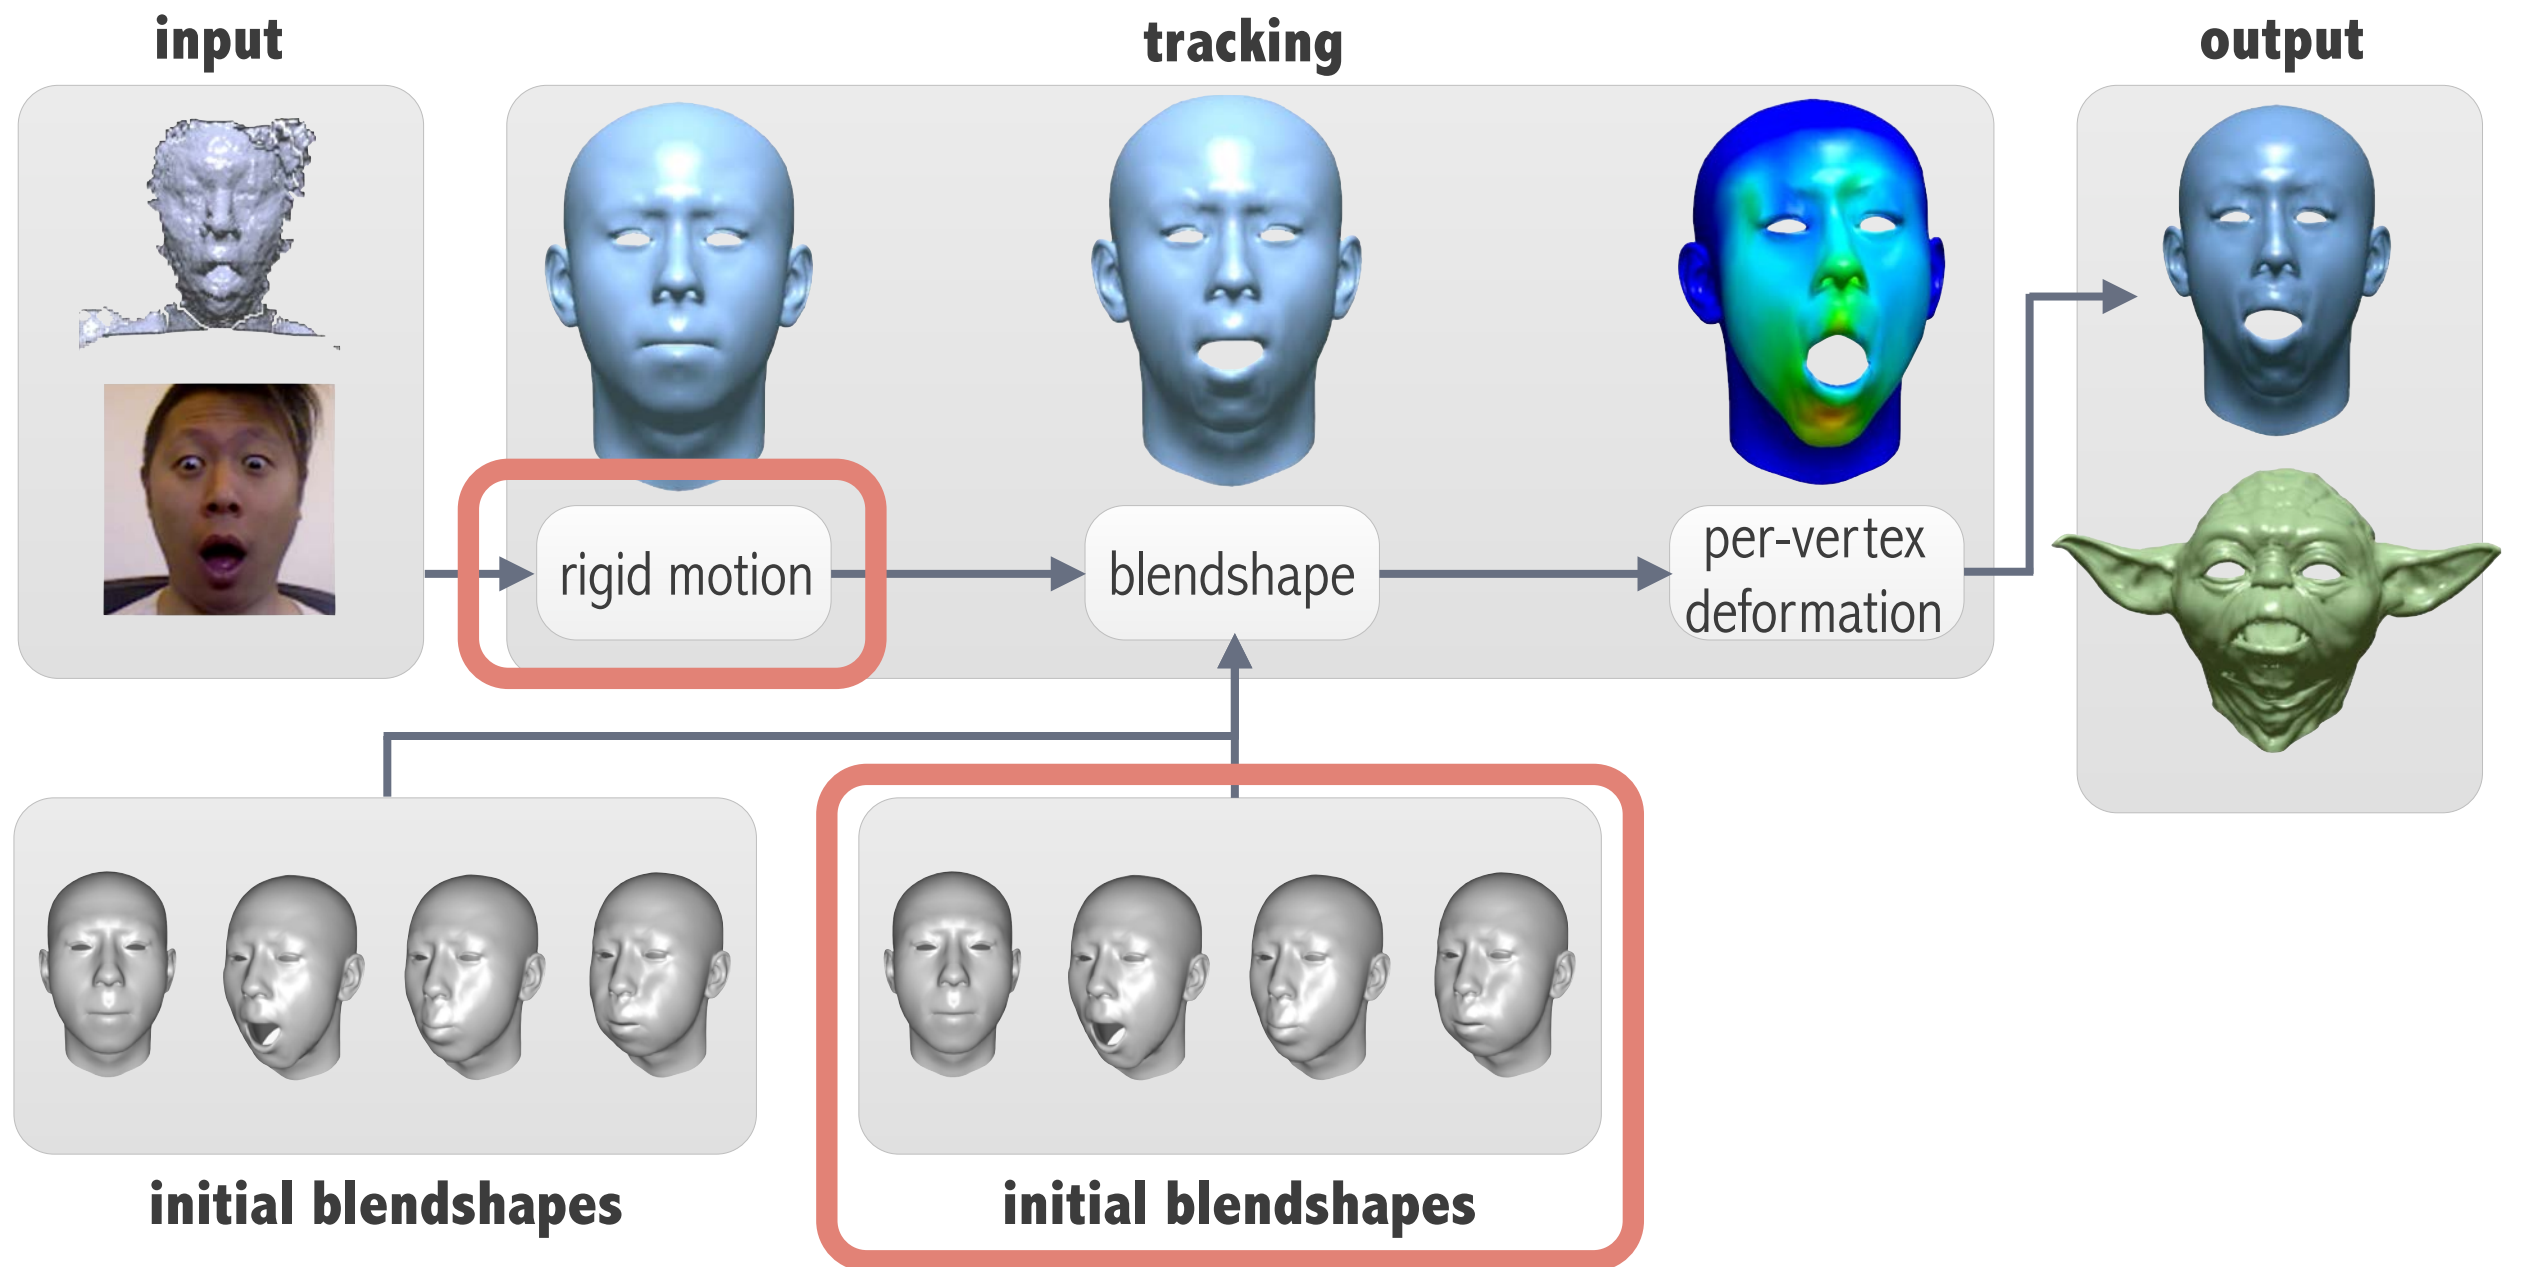 input
tracking
output
rigid motion
blendshape
per-vertex
deformation
initial blendshapes
initial blendshapes